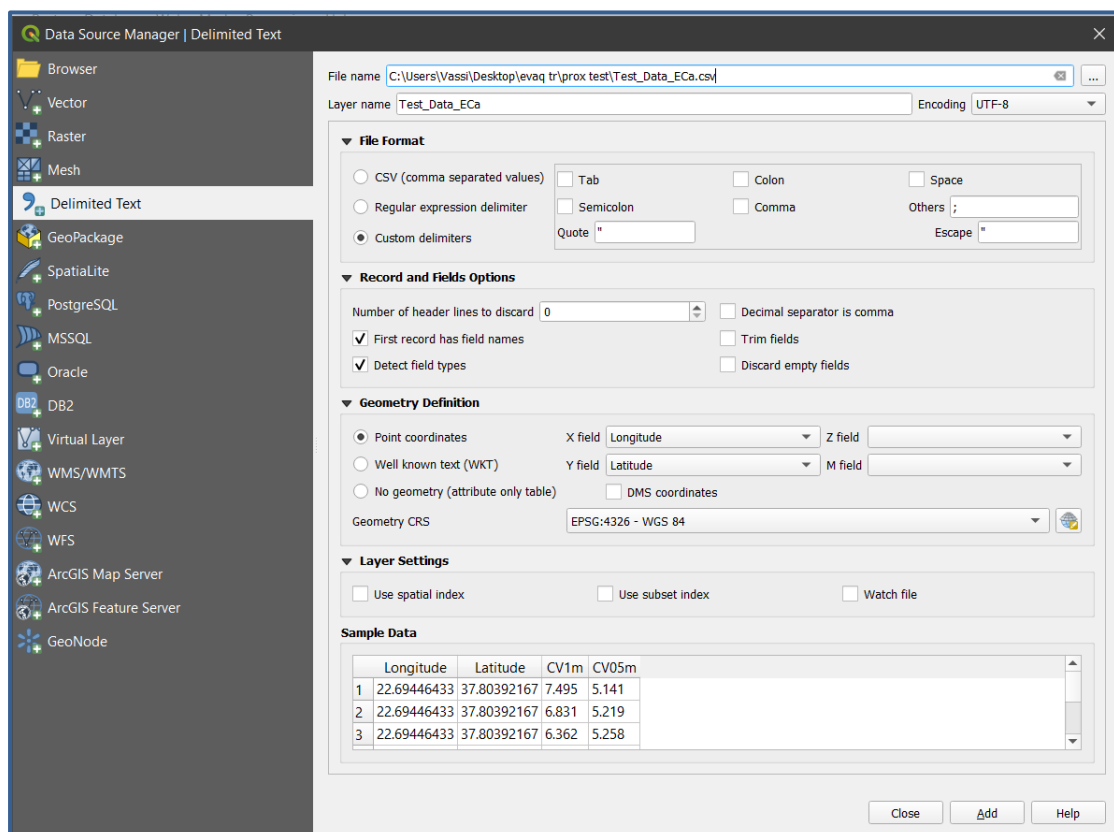 Data Source Manager | Delimited Text
Browser
Vector
Raster
Mesh
Delimited Text
GeoPackage
SpatiaLite
PostgreSQL
MSSQL
Oracle
DB2 DB2
Virtual Layer
WMS/WMTS
WCS
WFS
ArcGIS Map Server
ArcGIS Feature Server
GeoNode
File name C:\Users\Vassi\Desktop\evaq tr\prox test\Test_Data_ECa.csv ...
Layer name Test_Data_ECa Encoding UTF-8
File Format
CSV (comma separated values) Tab Colon Space
Regular expression delimiter Semicolon Comma Others ;
Custom delimiters Quote " Escape "
Record and Fields Options
Number of header lines to discard 0 Decimal separator is comma
First record has field names Trim fields
Detect field types Discard empty fields
Geometry Definition
Point coordinates X field Longitude Z field
Well known text (WKT) Y field Latitude M field
No geometry (attribute only table) DMS coordinates
Geometry CRS EPSG:4326 - WGS 84
Layer Settings
Use spatial index Use subset index Watch file
Sample Data
Longitude Latitude CV1m CV05m
1 22.69446433 37.80392167 7.495 5.141
2 22.69446433 37.80392167 6.831 5.219
3 22.69446433 37.80392167 6.362 5.258
Close Add Help